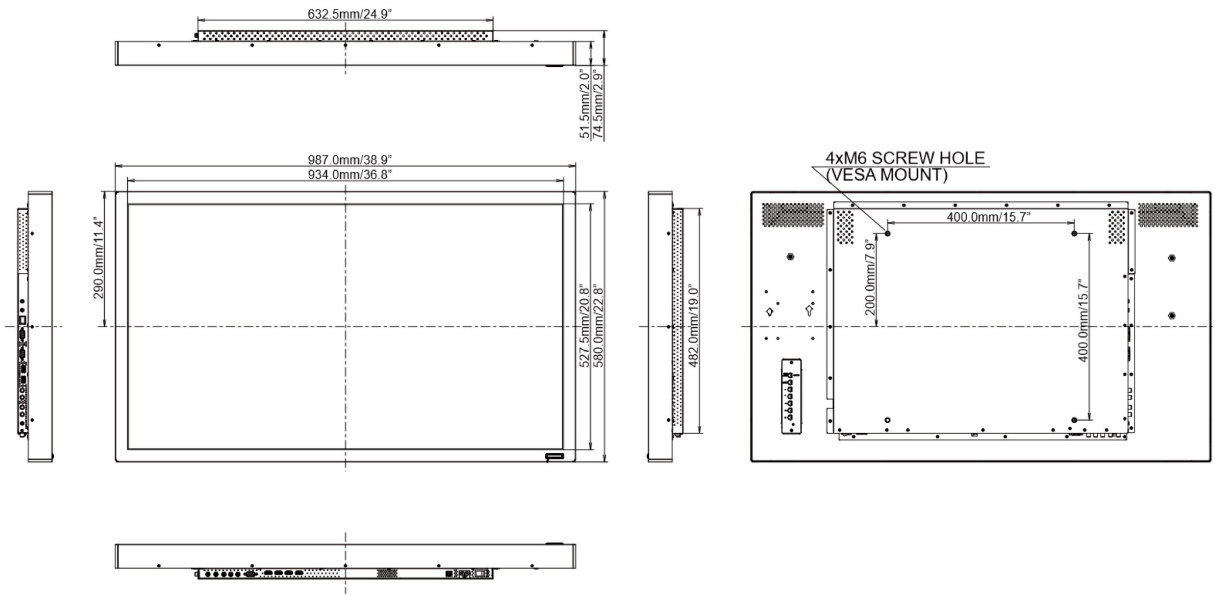 632.5mm/24.9"
51.5mm/2.0"
74.5mm/2.9"
987.0mm/38.9"
934.0mm/36.8"
290.0mm/11.4"
527.5mm/20.8"
580.0mm/22.8"
482.0mm/19.0"
4xM6 SCREW HOLE
(VESA MOUNT)
400.0mm/15.7"
200.0mm/7.9"
400.0mm/15.7"